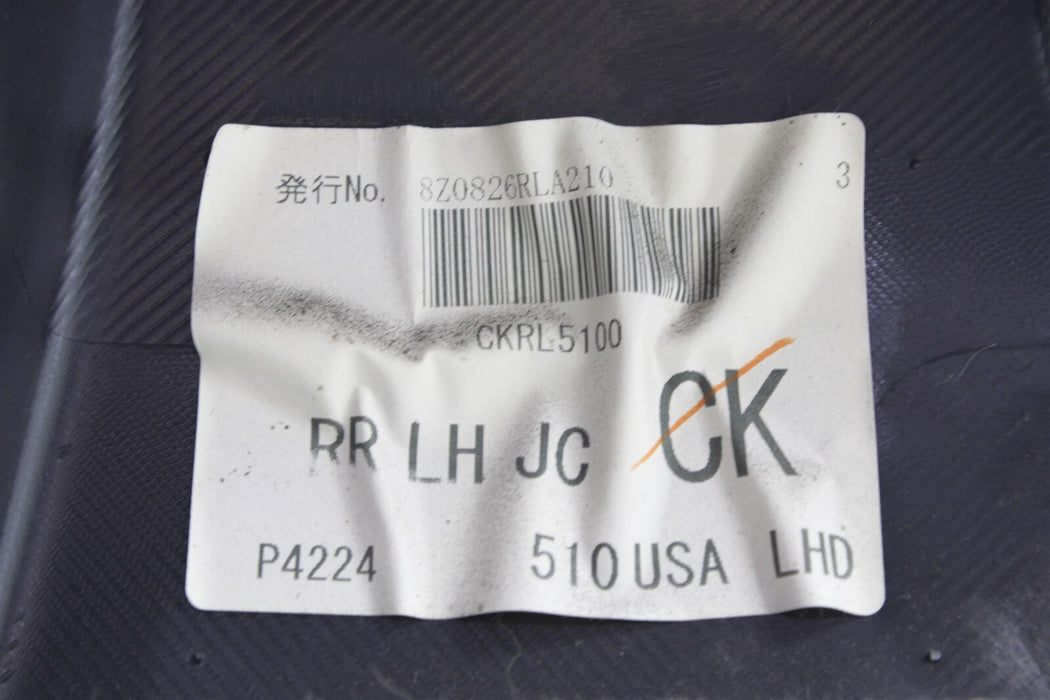 発行No. 8Z0826RLA210 3
CKRL5100
RR LH JC CK
P4224 510 USA LHD